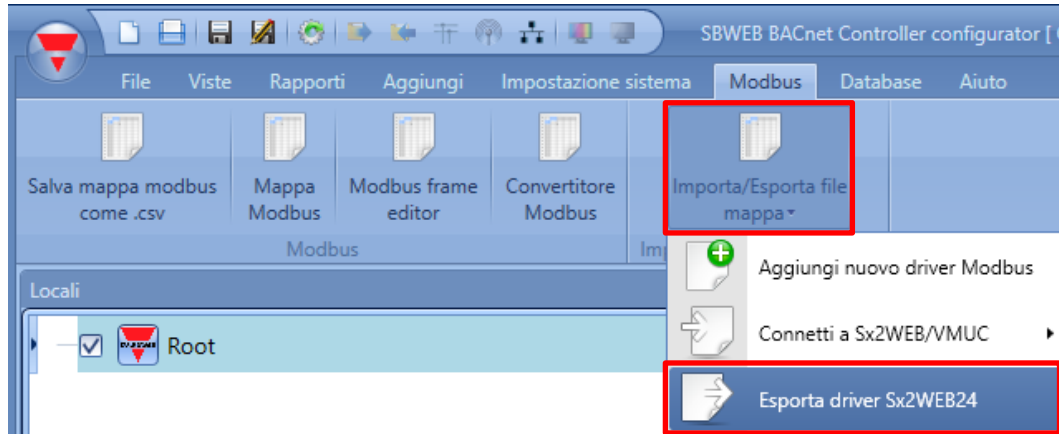 SBWEB BACnet Controller configurator [
File Viste Rapporti Aggiungi Impostazione sistema Modbus Database Aiuto
Salva mappa modbus
come .csv
Mappa
Modbus
Modbus frame
editor
Convertitore
Modbus
Importa/Esporta file
mappa
Modbus
Im
Aggiungi nuovo driver Modbus
Connetti a Sx2WEB/VMUC
Esporta driver Sx2WEB24
Locali
Root